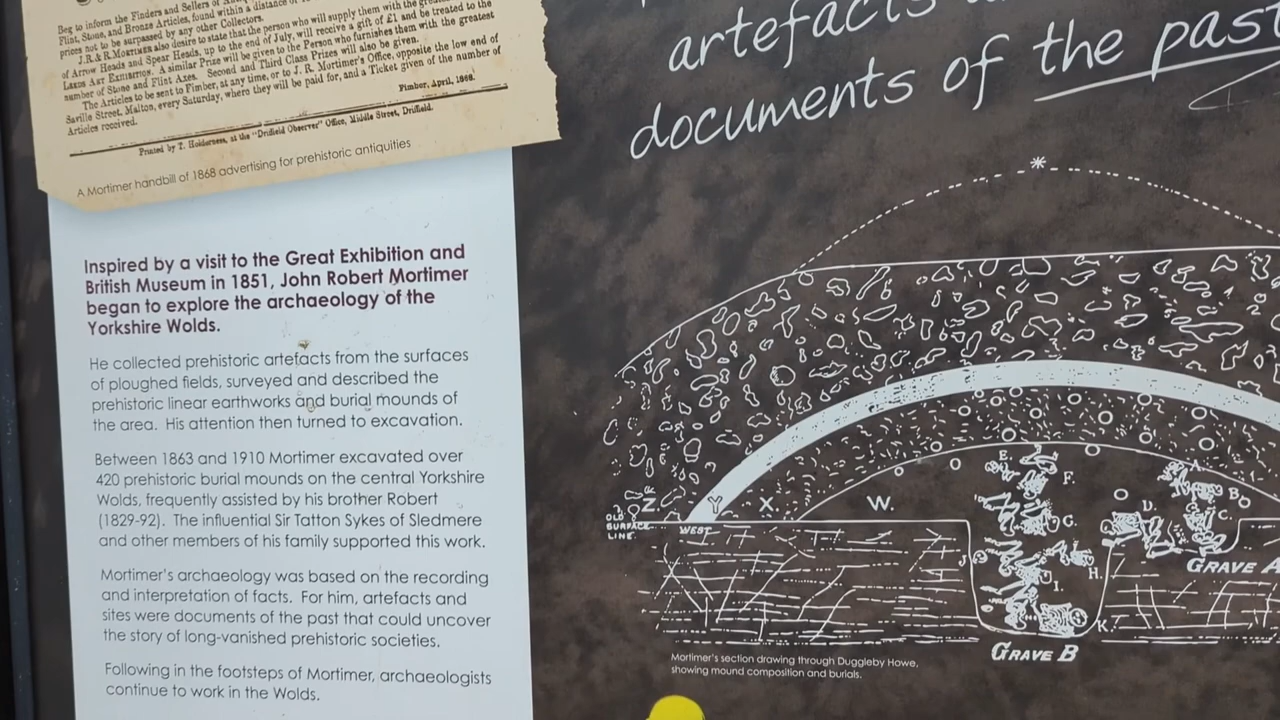 Beg to inform the Finders and Sellers of
Flint, Stone, and Bronze Articles, found within a distance of
prices not to be surpassed by any other Collectors.
J.R. & R. MORTIMER also desire to state that the person who will supply them with the
of Arrow Heads and Spear Heads, up to the end of July, will receive a gift of £1 and be treated to the
LEEDS ART EXHIBITION. A similar Prize will be given to the Person who furnishes them with the greatest
number of Stone and Flint Axes. Second and Third Class Prizes will also be given.
The Articles to be sent to Fimber, at any time, or to J. R. Mortimer's Office, opposite the low end of
Saville Street, Malton, every Saturday, where they will be paid for, and a Ticket given of the number of
Articles received.
Fimber, April, 1868.
Printed by T. Holderness, at the "Driffield Observer" Office, Middle Street, Driffield.
A Mortimer handbill of 1868 advertising for prehistoric antiquities
artefacts
documents of the past
Inspired by a visit to the Great Exhibition and
British Museum in 1851, John Robert Mortimer
began to explore the archaeology of the
Yorkshire Wolds.
He collected prehistoric artefacts from the surfaces
of ploughed fields, surveyed and described the
prehistoric linear earthworks and burial mounds of
the area. His attention then turned to excavation.
Between 1863 and 1910 Mortimer excavated over
420 prehistoric burial mounds on the central Yorkshire
Wolds, frequently assisted by his brother Robert
(1829-92). The influential Sir Tatton Sykes of Sledmere
and other members of his family supported this work.
Mortimer's archaeology was based on the recording
and interpretation of facts. For him, artefacts and
sites were documents of the past that could uncover
the story of long-vanished prehistoric societies.
Following in the footsteps of Mortimer, archaeologists
continue to work in the Wolds.
*
E.
F.
A
B
Z.
Y
X
W.
G.
D.
C.
OLD
SURFACE
LINE.
WEST
J
H.
I.
K.
GRAVE A
GRAVE B
Mortimer's section drawing through Duggleby Howe,
showing mound composition and burials.